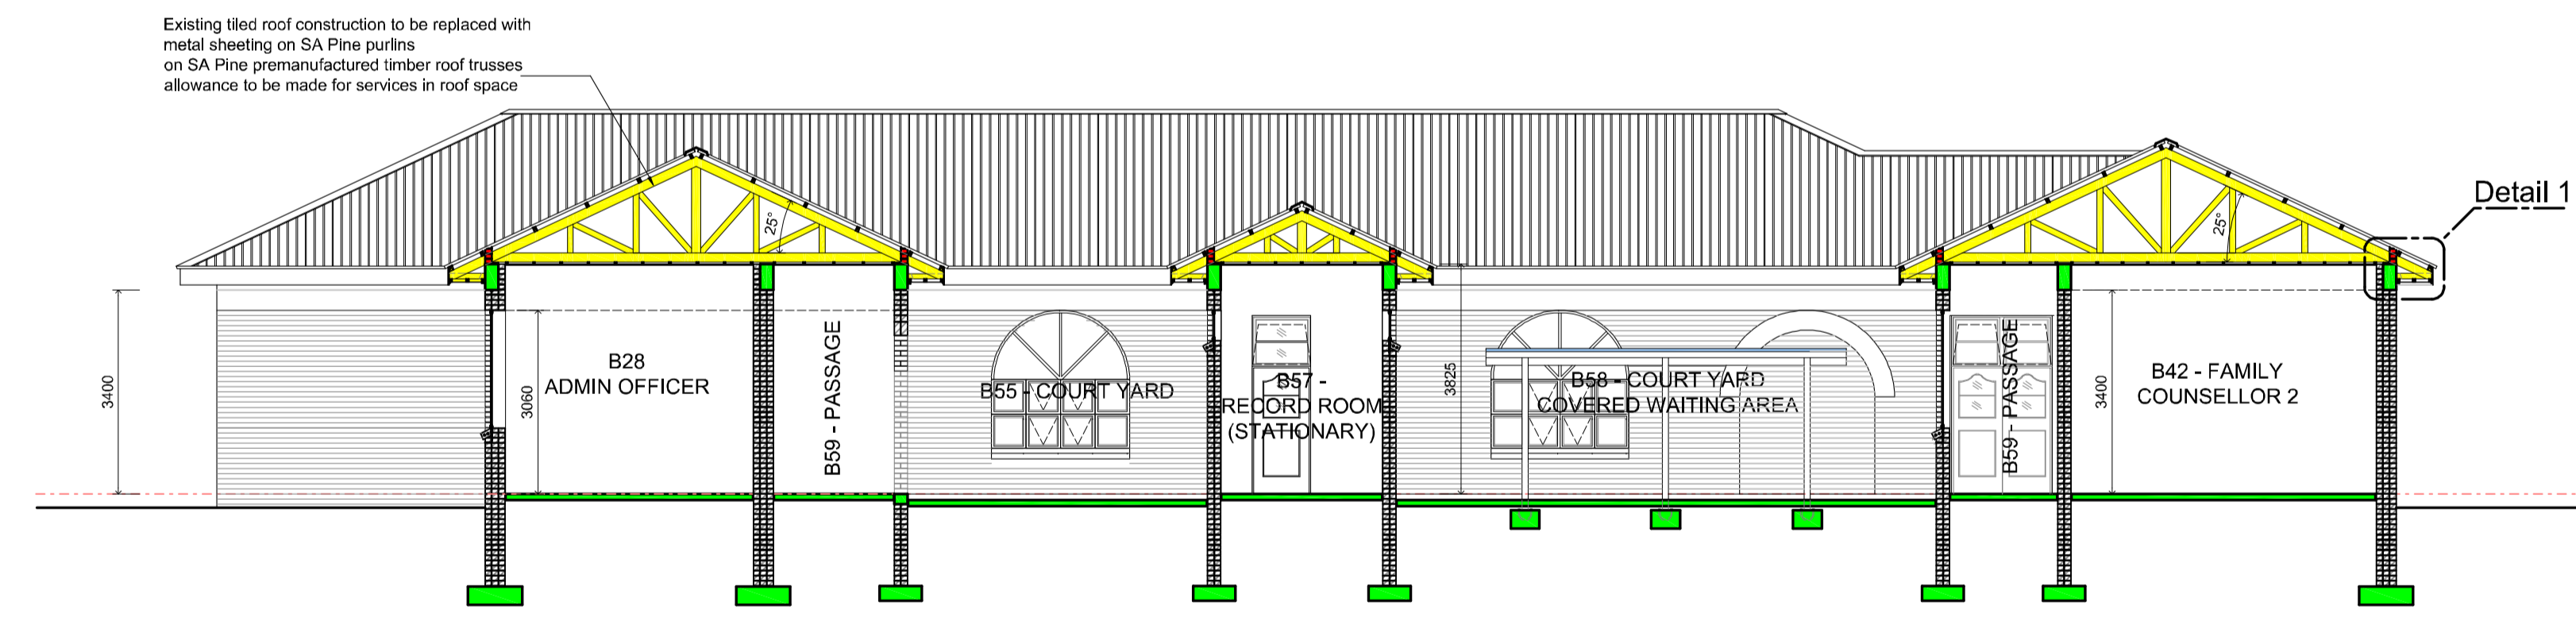 Existing tiled roof construction to be replaced with
metal sheeting on SA Pine purlins
on SA Pine premanufactured timber roof trusses
allowance to be made for services in roof space
Detail 1
25°
25°
3400
3060
B28
ADMIN OFFICER
B59 - PASSAGE
B55 - COURT YARD
B57 -
RECORD ROOM
(STATIONARY)
3825
B58 - COURT YARD
COVERED WAITING AREA
B59 - PASSAGE
3400
B42 - FAMILY
COUNSELLOR 2